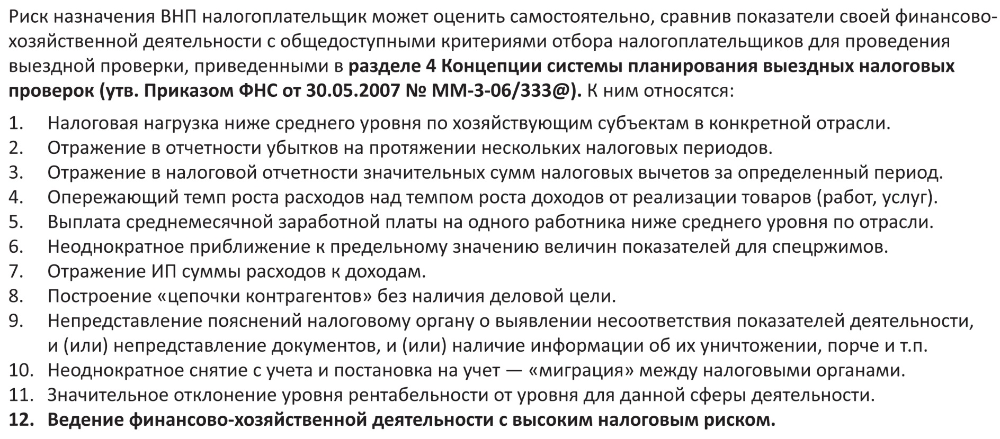 Риск назначения ВНП налогоплательщик может оценить самостоятельно, сравнив показатели своей финансово-
хозяйственной деятельности с общедоступными критериями отбора налогоплательщиков для проведения
выездной проверки, приведенными в разделе 4 Концепции системы планирования выездных налоговых
проверок (утв. Приказом ФНС от 30.05.2007 № ММ-3-06/333@). К ним относятся:
1. Налоговая нагрузка ниже среднего уровня по хозяйствующим субъектам в конкретной отрасли.
2. Отражение в отчетности убытков на протяжении нескольких налоговых периодов.
3. Отражение в налоговой отчетности значительных сумм налоговых вычетов за определенный период.
4. Опережающий темп роста расходов над темпом роста доходов от реализации товаров (работ, услуг).
5. Выплата среднемесячной заработной платы на одного работника ниже среднего уровня по отрасли.
6. Неоднократное приближение к предельному значению величин показателей для спецржимов.
7. Отражение ИП суммы расходов к доходам.
8. Построение «цепочки контрагентов» без наличия деловой цели.
9. Непредставление пояснений налоговому органу о выявлении несоответствия показателей деятельности,
и (или) непредставление документов, и (или) наличие информации об их уничтожении, порче и т.п.
10. Неоднократное снятие с учета и постановка на учет — «миграция» между налоговыми органами.
11. Значительное отклонение уровня рентабельности от уровня для данной сферы деятельности.
12. Ведение финансово-хозяйственной деятельности с высоким налоговым риском.